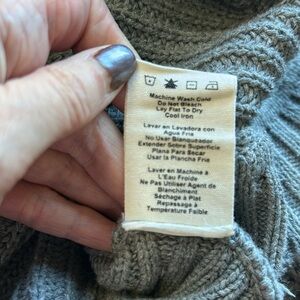 Machine Wash Cold
Do Not Bleach
Lay Flat To Dry
Cool Iron
Lavar en Lavadora con
Agua Fria
No Usar Blanqueador
Extender Sobre Superficie
Plana Para Secar
Usar la Plancha Fria
Laver en Machine à
L'Eau Froide
Ne Pas Utiliser Agent de
Blanchiment
Séchage à Plat
Repassage à
Température Faible